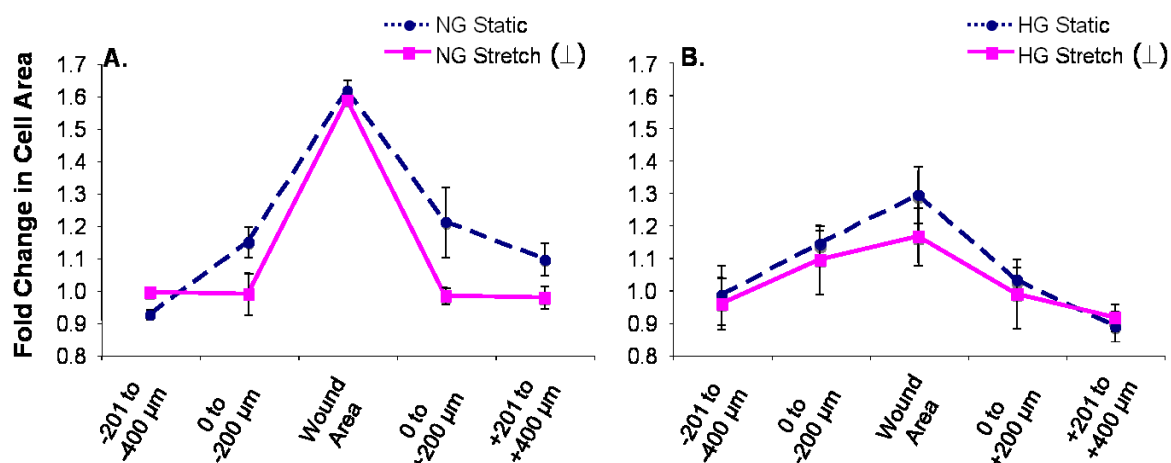 NG Static
NG Stretch (⊥)
A.
Fold Change in Cell Area
1.7
1.6
1.5
1.4
1.3
1.2
1.1
1.0
0.9
0.8
-201 to
-400 µm
0 to
-200 µm
Wound
Area
0 to
+200 µm
+201 to
+400 µm
HG Static
HG Stretch (⊥)
B.
1.7
1.6
1.5
1.4
1.3
1.2
1.1
1.0
0.9
0.8
-201 to
-400 µm
0 to
-200 µm
Wound
Area
0 to
+200 µm
+201 to
+400 µm